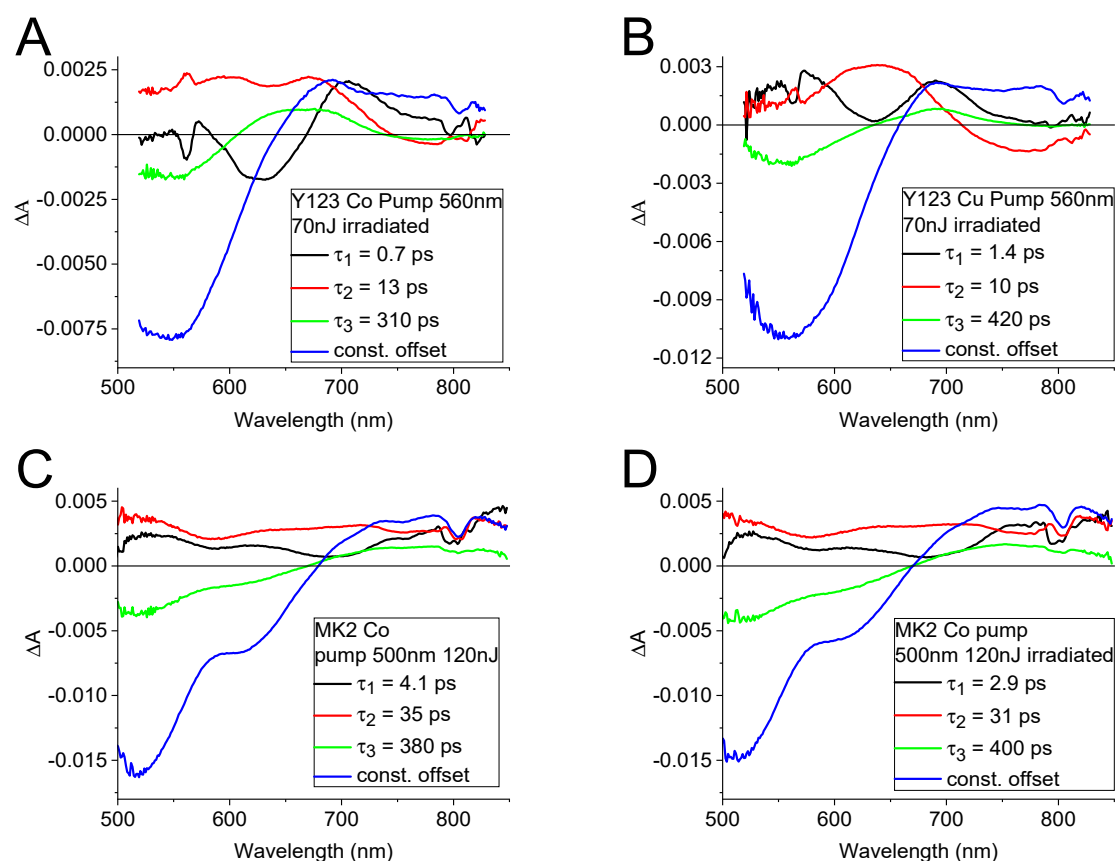 A
0.0025
0.0000
-0.0025
-0.0050
-0.0075
ΔA
Y123 Co Pump 560nm
70nJ irradiated
τ1 = 0.7 ps
τ2 = 13 ps
τ3 = 310 ps
const. offset
500 600 700 800
Wavelength (nm)
B
0.003
0.000
-0.003
-0.006
-0.009
-0.012
ΔA
Y123 Cu Pump 560nm
70nJ irradiated
τ1 = 1.4 ps
τ2 = 10 ps
τ3 = 420 ps
const. offset
500 600 700 800
Wavelength (nm)
C
0.005
0.000
-0.005
-0.010
-0.015
ΔA
MK2 Co
pump 500nm 120nJ
τ1 = 4.1 ps
τ2 = 35 ps
τ3 = 380 ps
const. offset
500 600 700 800
Wavelength (nm)
D
0.005
0.000
-0.005
-0.010
-0.015
ΔA
MK2 Co pump
500nm 120nJ irradiated
τ1 = 2.9 ps
τ2 = 31 ps
τ3 = 400 ps
const. offset
500 600 700 800
Wavelength (nm)